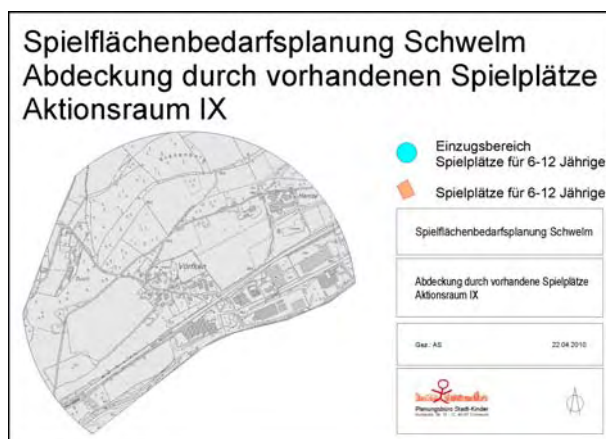 Spielflächenbedarfsplanung Schwelm
Abdeckung durch vorhandenen Spielplätze
Aktionsraum IX
Einzugsbereich
Spielplätze für 6-12 Jährige
Spielplätze für 6-12 Jährige
Spielflächenbedarfsplanung Schwelm
Abdeckung durch vorhandene Spielplätze
Aktionsraum IX
Gez.: AS 22.04.2010
Planungsbüro Stadt-Kinder
Vörfken